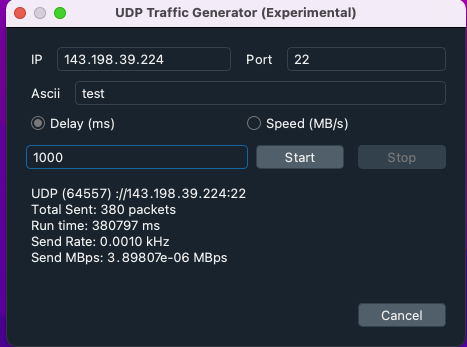 UDP Traffic Generator (Experimental)
IP 143.198.39.224 Port 22
Ascii test
Delay (ms) Speed (MB/s)
1000 Start Stop
UDP (64557) ://143.198.39.224:22
Total Sent: 380 packets
Run time: 380797 ms
Send Rate: 0.0010 kHz
Send MBps: 3.89807e-06 MBps
Cancel